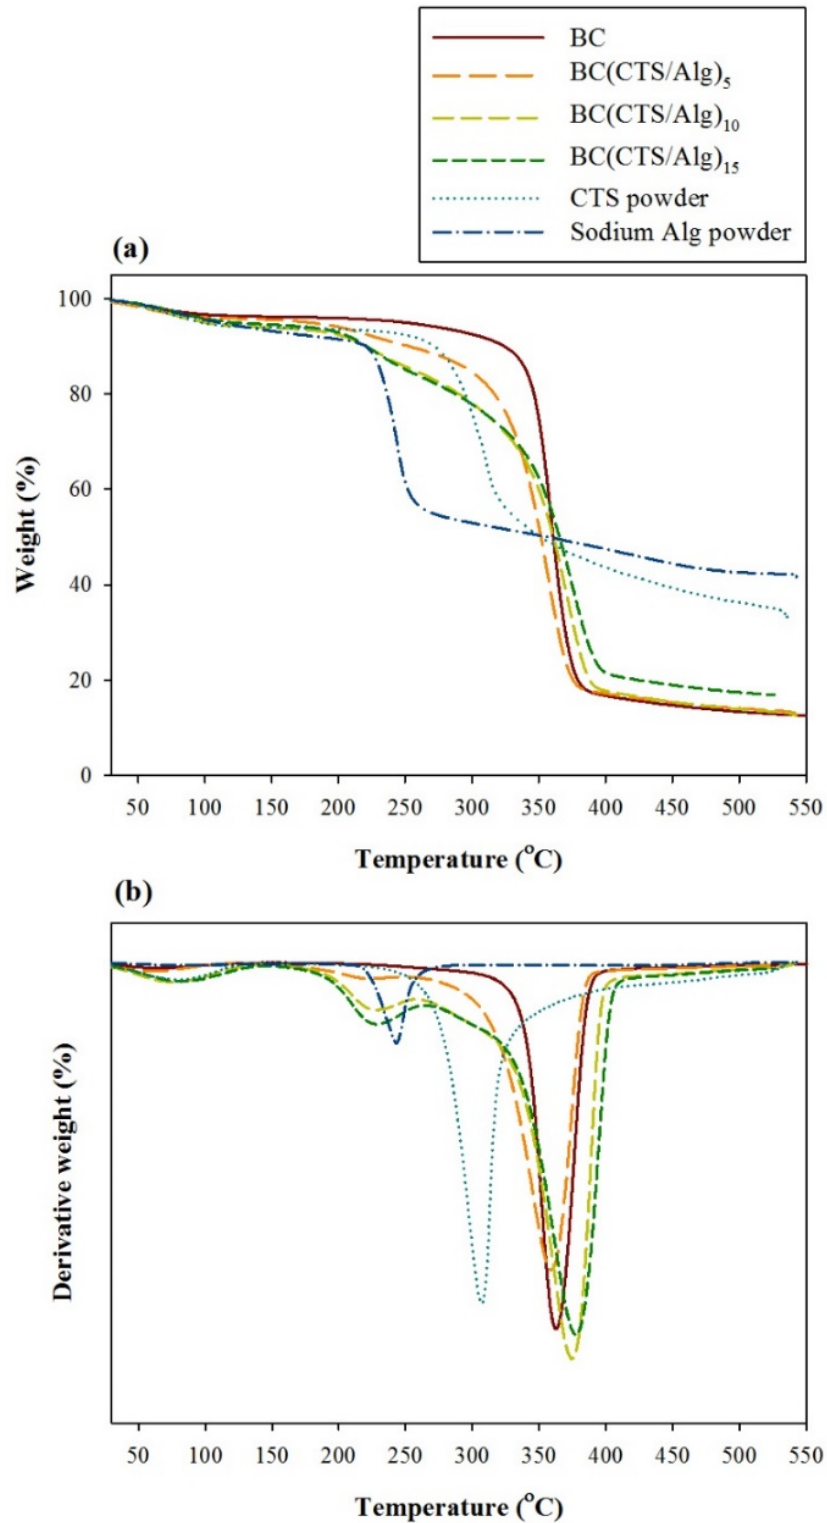 BC
BC(CTS/Alg)₅
BC(CTS/Alg)₁₀
BC(CTS/Alg)₁₅
CTS powder
Sodium Alg powder
(a)
100
80
60
40
20
0
Weight (%)
50 100 150 200 250 300 350 400 450 500 550
Temperature (°C)
(b)
Derivative weight (%)
50 100 150 200 250 300 350 400 450 500 550
Temperature (°C)